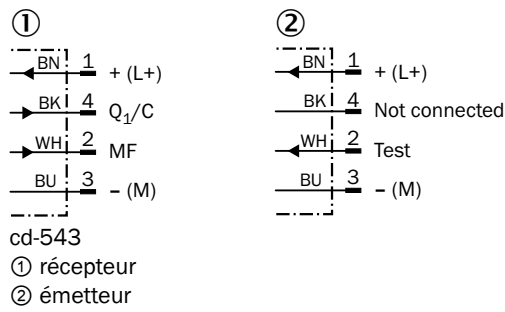 ①
BN 1 + (L+)
BK 4 Q1/C
WH 2 MF
BU 3 – (M)
②
BN 1 + (L+)
BK 4 Not connected
WH 2 Test
BU 3 – (M)
cd-543
① récepteur
② émetteur